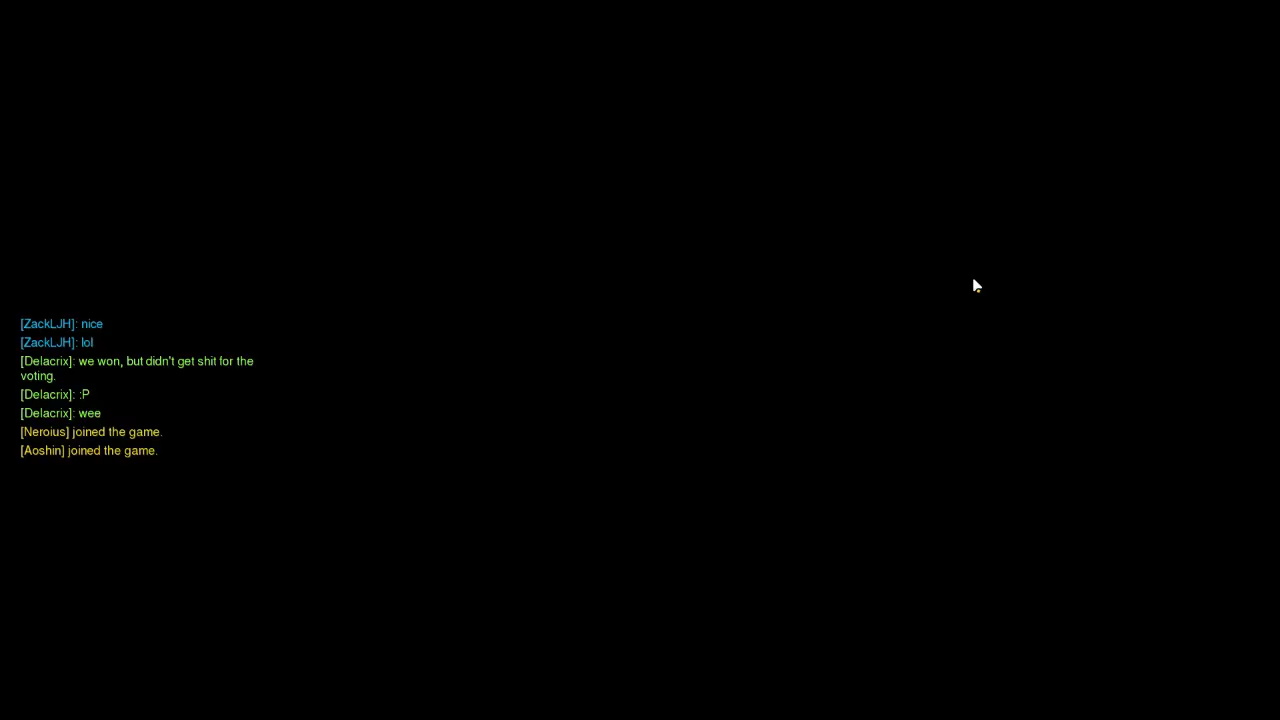 [ZackLJH]: nice
[ZackLJH]: lol
[Delacrix]: we won, but didn't get shit for the
voting.
[Delacrix]: :P
[Delacrix]: wee
[Neroius] joined the game.
[Aoshin] joined the game.